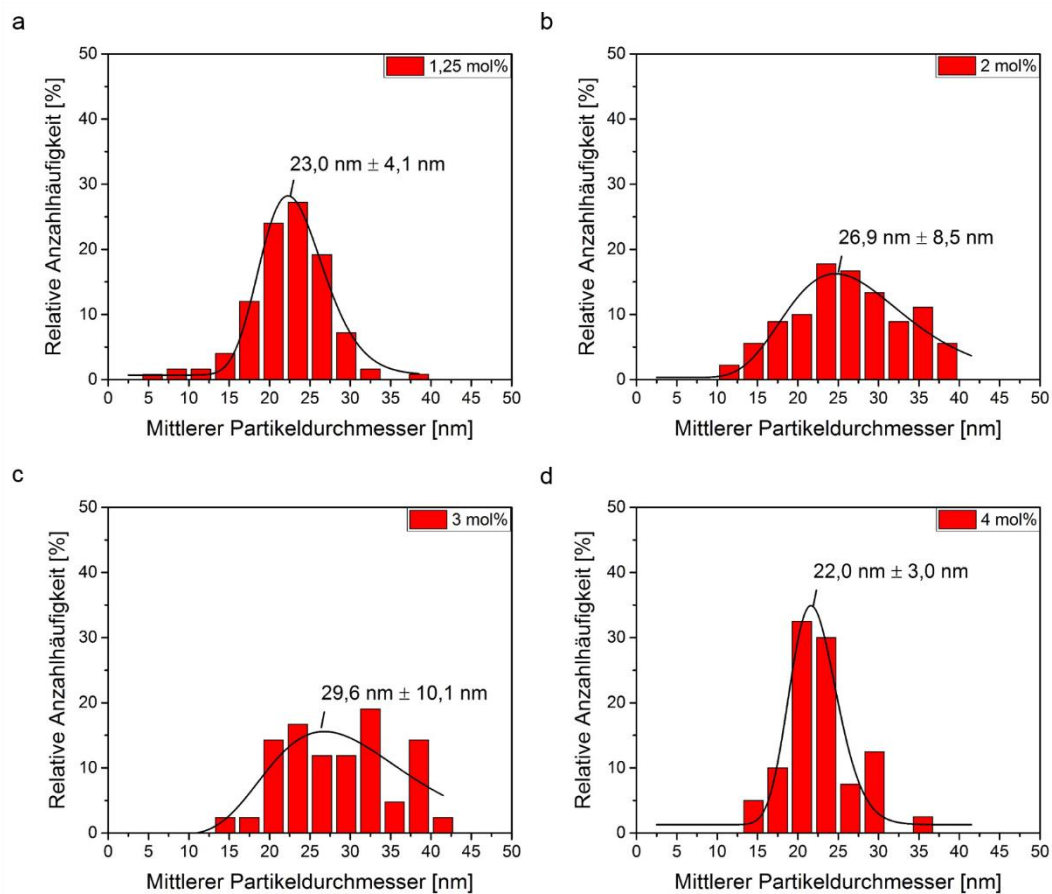 a
50
40
30
20
10
0
Relative Anzahlhäufigkeit [%]
1,25 mol%
23,0 nm ± 4,1 nm
0 5 10 15 20 25 30 35 40 45 50
Mittlerer Partikeldurchmesser [nm]
b
50
40
30
20
10
0
Relative Anzahlhäufigkeit [%]
2 mol%
26,9 nm ± 8,5 nm
0 5 10 15 20 25 30 35 40 45 50
Mittlerer Partikeldurchmesser [nm]
c
50
40
30
20
10
0
Relative Anzahlhäufigkeit [%]
3 mol%
29,6 nm ± 10,1 nm
0 5 10 15 20 25 30 35 40 45 50
Mittlerer Partikeldurchmesser [nm]
d
50
40
30
20
10
0
Relative Anzahlhäufigkeit [%]
4 mol%
22,0 nm ± 3,0 nm
0 5 10 15 20 25 30 35 40 45 50
Mittlerer Partikeldurchmesser [nm]